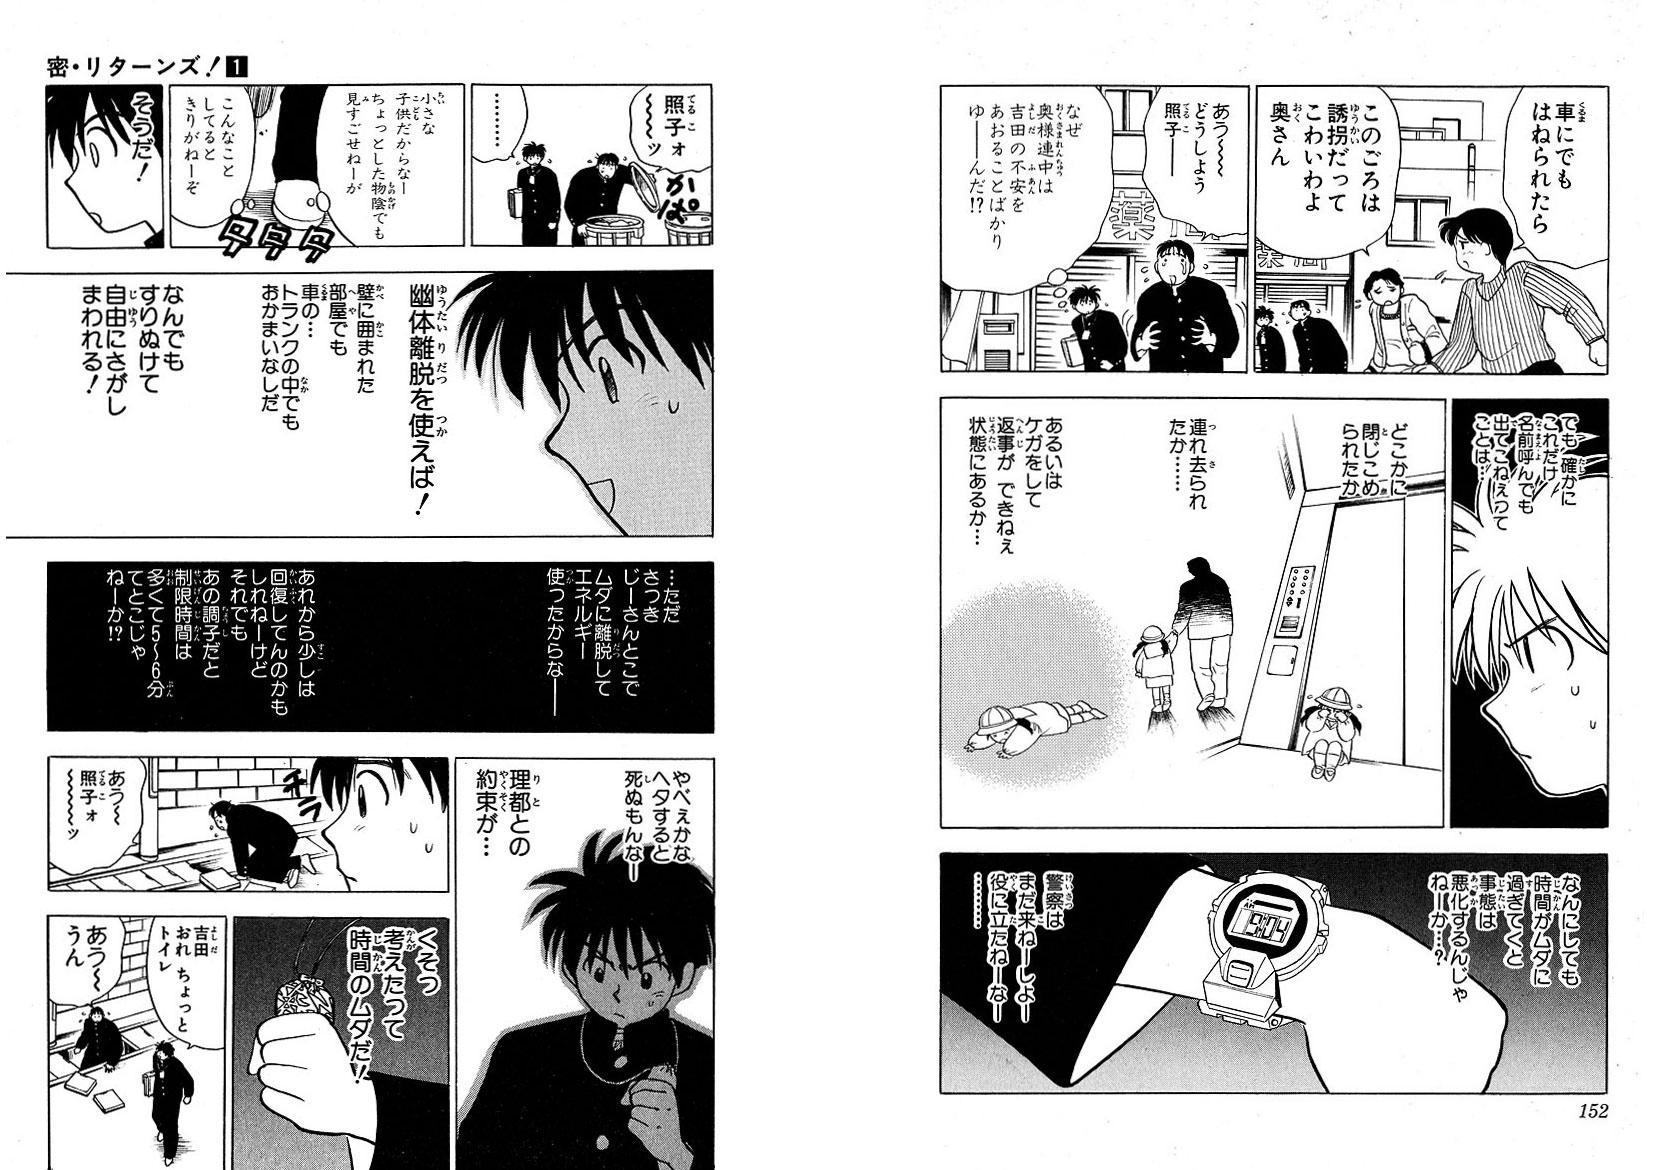 車にでも
はねられたら
このごろは
誘拐だって
こわいわよ
奥さん
あう〜〜
どうしよう
照子――
なぜ
奥様連中は
吉田の不安を
あおることばかり
ゆ――んだ!?
薬
薬局
でも 確かに
これだけ
名前呼んでも
出てこねぇって
ことは…
どこかに
閉じこめ
られたか
連れ去られ
たか……
あるいは
ケガをして
返事が できねぇ
状態にあるか…
なんにしても
時間がムダに
過ぎてくと
事態は
悪化するんじゃ
ねーか…?
AM
9:04
警察は
まだ来ねーしよー
役に立たねーな―
………
152
密・リターンズ! 1
照子ォ
〜〜〜〜ッ
かぱ
………
小さな
子供だからなー
ちょっとした物陰でも
見すごせねーが
こんなこと
してると
きりがねーぞ
そうだ!
幽体離脱を使えば!
壁に囲まれた
部屋でも
車の…
トランクの中でも
おかまいなしだ
なんでも
すりぬけて
自由にさがし
まわれる!
…ただ
さっき
じーさんとこで
ムダに離脱して
エネルギー
使ったからな――
あれから少しは
回復してんのかも
しれねーけど
それでも
あの調子だと
制限時間は
多くて5〜6分
てとこじゃ
ねーか!?
やべぇかな
ヘタすると
死ぬもんな―
理都との
約束が…
チラ
あう〜
照子ォ
〜〜〜ッ
くそっ
考えたって
時間のムダだ!
吉田
おれ ちょっと
トイレ
あう〜
うん